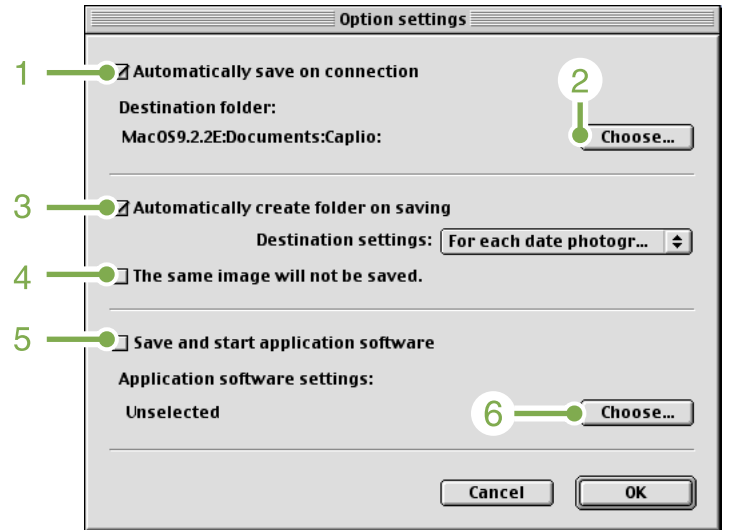 Option settings
1 Automatically save on connection
2
Destination folder:
MacOS9.2.2E:Documents:Caplio: Choose...
3 Automatically create folder on saving
Destination settings: For each date photogr...
4 The same image will not be saved.
5 Save and start application software
Application software settings:
Unselected 6 Choose...
Cancel OK